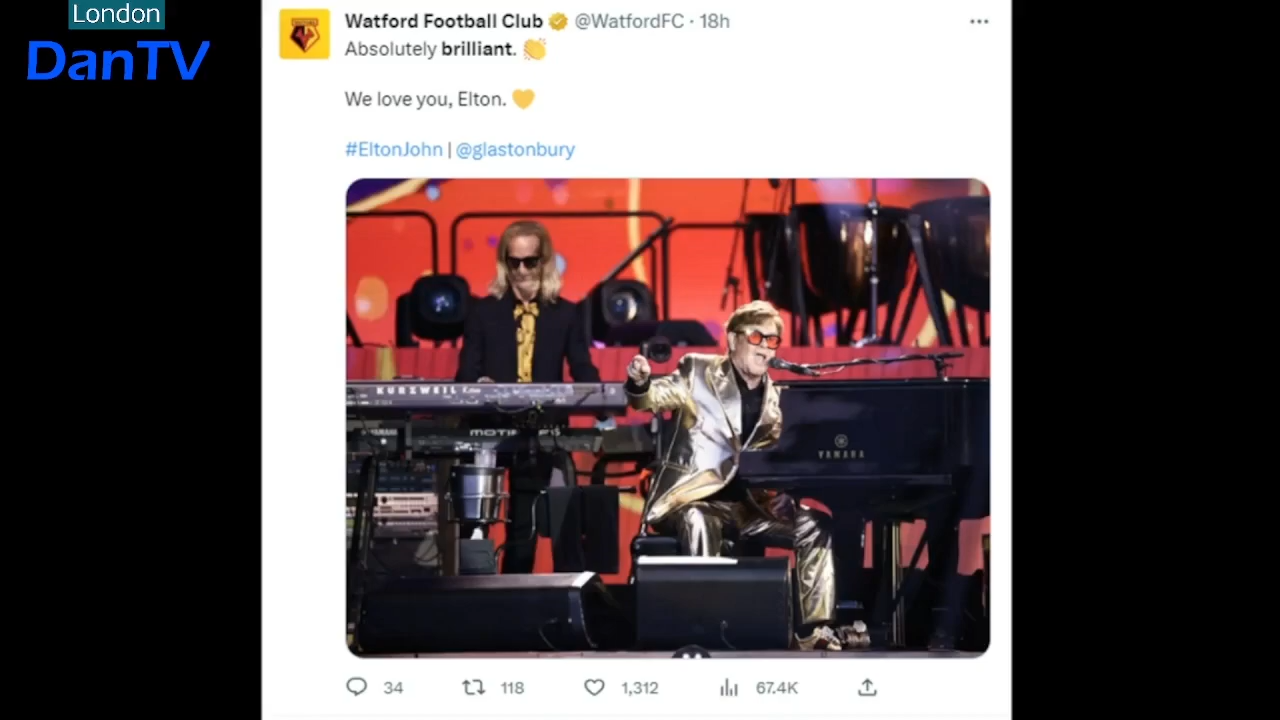 London
DanTV
Watford Football Club @WatfordFC · 18h
Absolutely brilliant. 👏
We love you, Elton. 💛
#EltonJohn | @glastonbury
KURZWEIL
YAMAHA
MOTIF
YAMAHA
34 118 1,312 67.4K